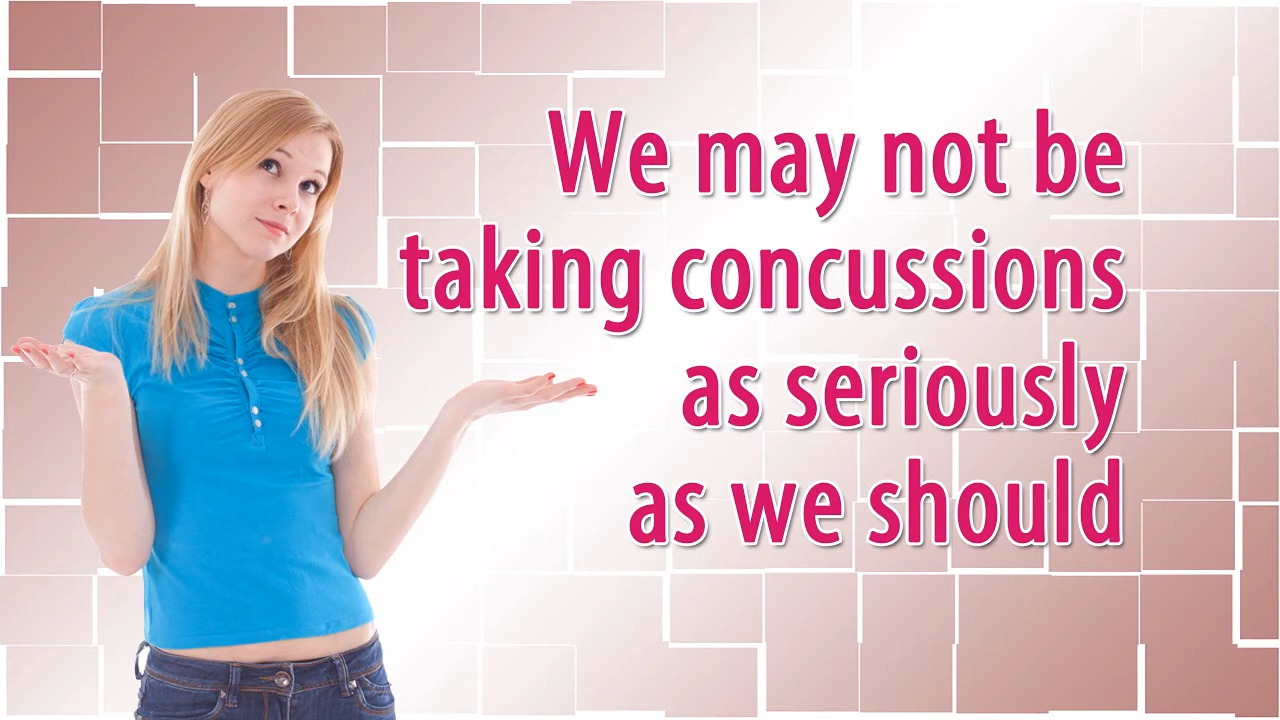 We may not be
taking concussions
as seriously
as we should